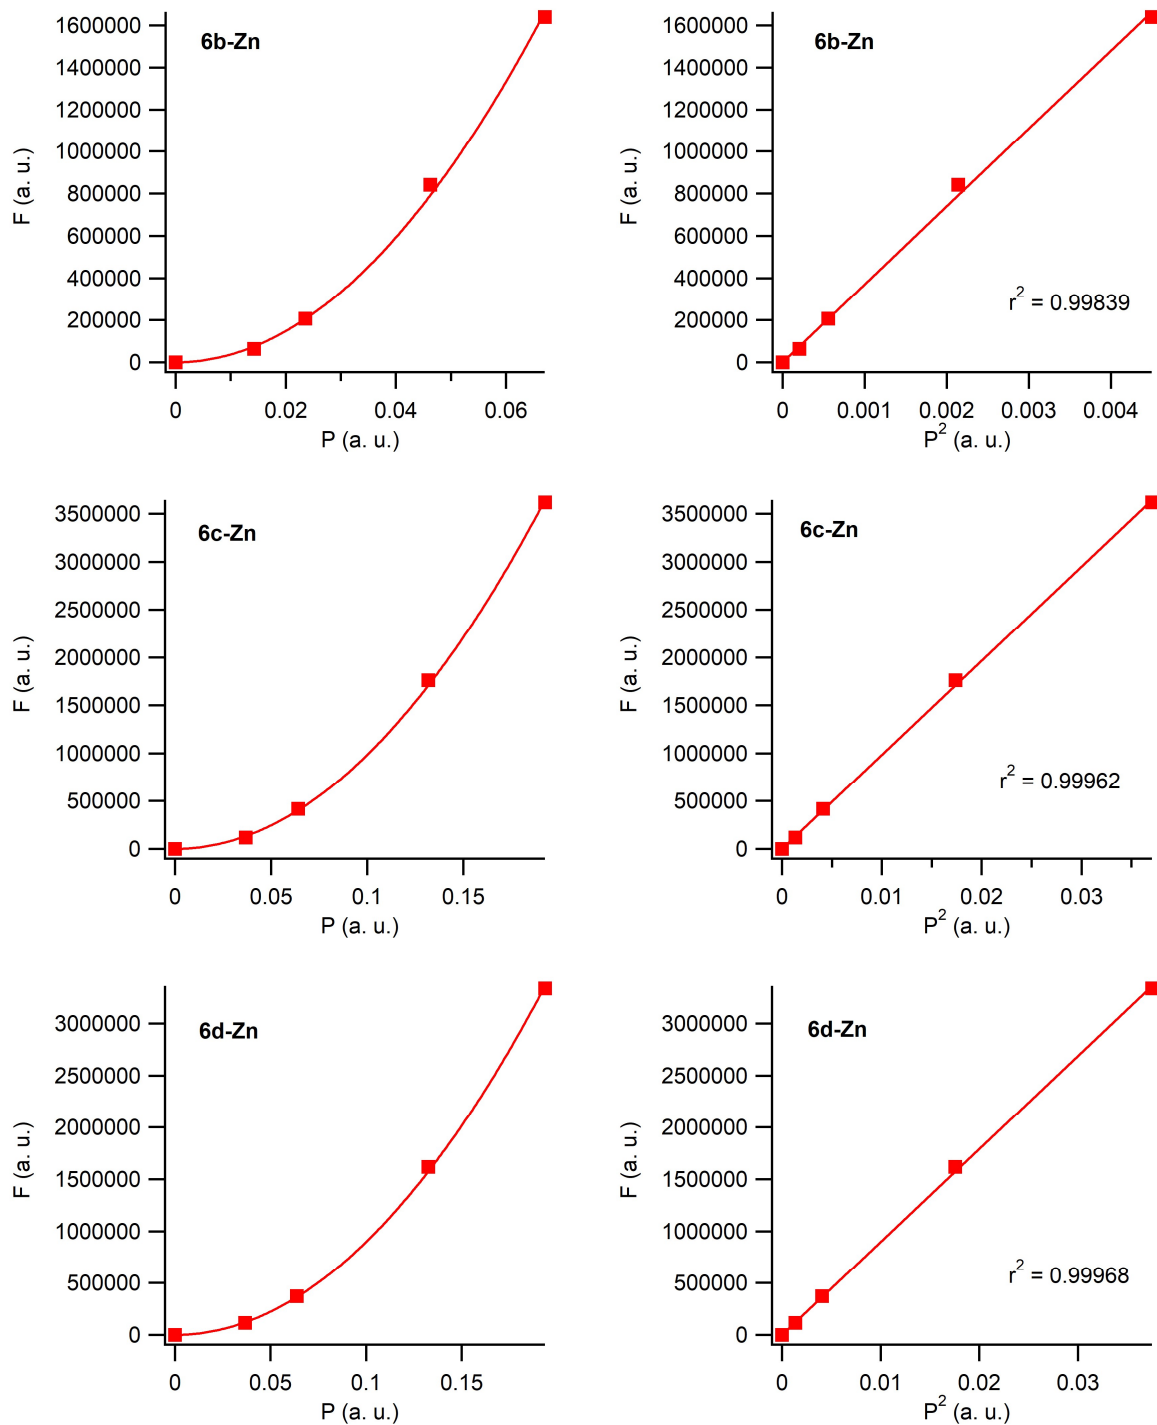 6b-Zn
F (a. u.)
1600000
1400000
1200000
1000000
800000
600000
400000
200000
0
0 0.02 0.04 0.06
P (a. u.)
6b-Zn
F (a. u.)
1600000
1400000
1200000
1000000
800000
600000
400000
200000
0
r² = 0.99839
0 0.001 0.002 0.003 0.004
P² (a. u.)
6c-Zn
F (a. u.)
3500000
3000000
2500000
2000000
1500000
1000000
500000
0
0 0.05 0.1 0.15
P (a. u.)
6c-Zn
F (a. u.)
3500000
3000000
2500000
2000000
1500000
1000000
500000
0
r² = 0.99962
0 0.01 0.02 0.03
P² (a. u.)
6d-Zn
F (a. u.)
3000000
2500000
2000000
1500000
1000000
500000
0
0 0.05 0.1 0.15
P (a. u.)
6d-Zn
F (a. u.)
3000000
2500000
2000000
1500000
1000000
500000
0
r² = 0.99968
0 0.01 0.02 0.03
P² (a. u.)